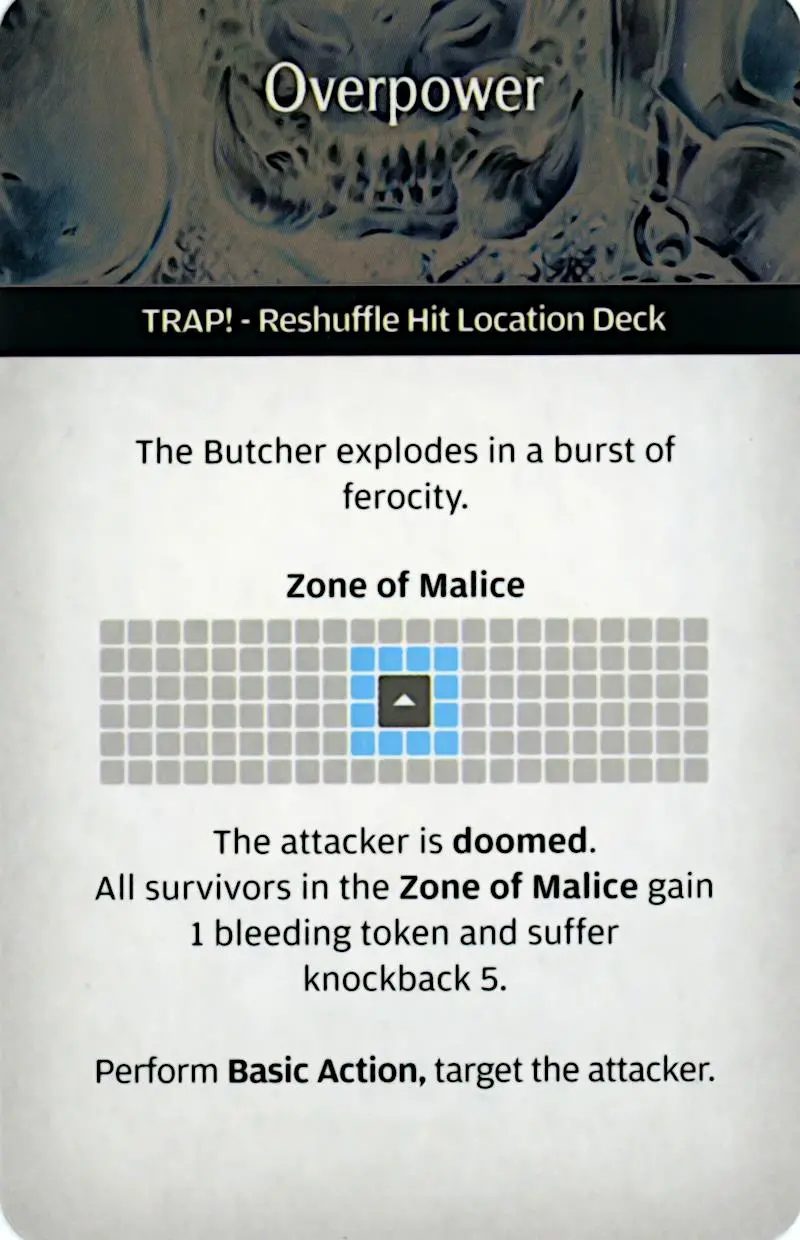 Overpower
TRAP! - Reshuffle Hit Location Deck
The Butcher explodes in a burst of
ferocity.
Zone of Malice
The attacker is doomed.
All survivors in the Zone of Malice gain
1 bleeding token and suffer
knockback 5.
Perform Basic Action, target the attacker.